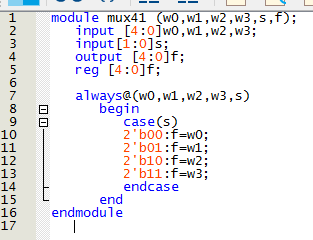 1 module mux41 (w0,w1,w2,w3,s,f);
2 input [4:0]w0,w1,w2,w3;
3 input[1:0]s;
4 output [4:0]f;
5 reg [4:0]f;
6
7 always@(w0,w1,w2,w3,s)
8 begin
9 case(s)
10 2'b00:f=w0;
11 2'b01:f=w1;
12 2'b10:f=w2;
13 2'b11:f=w3;
14 endcase
15 end
16 endmodule
17